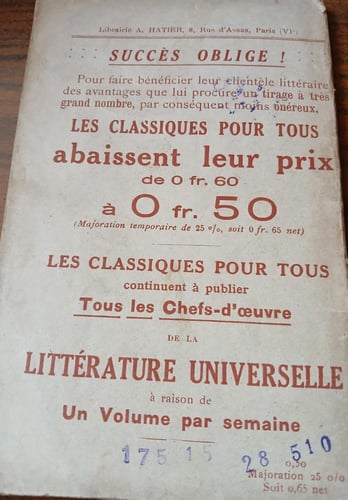 Librairie A. HATIER, 8, Rue d'Assas, Paris (VIe)
SUCCÈS OBLIGE !
Pour faire bénéficier leur clientèle littéraire
des avantages que lui procure un tirage à très
grand nombre, par conséquent moins onéreux,
LES CLASSIQUES POUR TOUS
abaissent leur prix
de 0 fr. 60
à 0 fr. 50
(Majoration temporaire de 25 o/o, soit 0 fr. 65 net)
LES CLASSIQUES POUR TOUS
continuent à publier
Tous les Chefs-d'œuvre
DE LA
LITTÉRATURE UNIVERSELLE
à raison de
Un Volume par semaine
175 15 28 510
0,50
Majoration 25 o/o
Soit 0.65 net